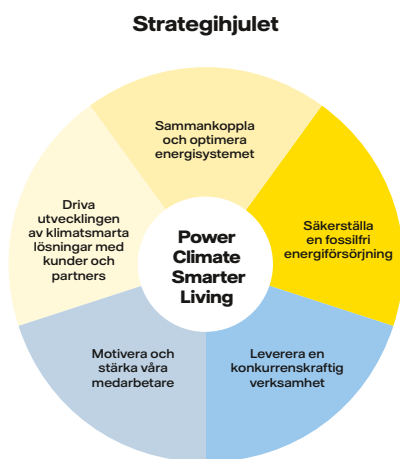 Strategihjulet
Sammankoppla
och optimera
energisystemet
Driva
utvecklingen
av klimatsmarta
lösningar med
kunder och
partners
Säkerställa
en fossilfri
energiförsörjning
Power
Climate
Smarter
Living
Motivera och
stärka våra
medarbetare
Leverera en
konkurrenskraftig
verksamhet